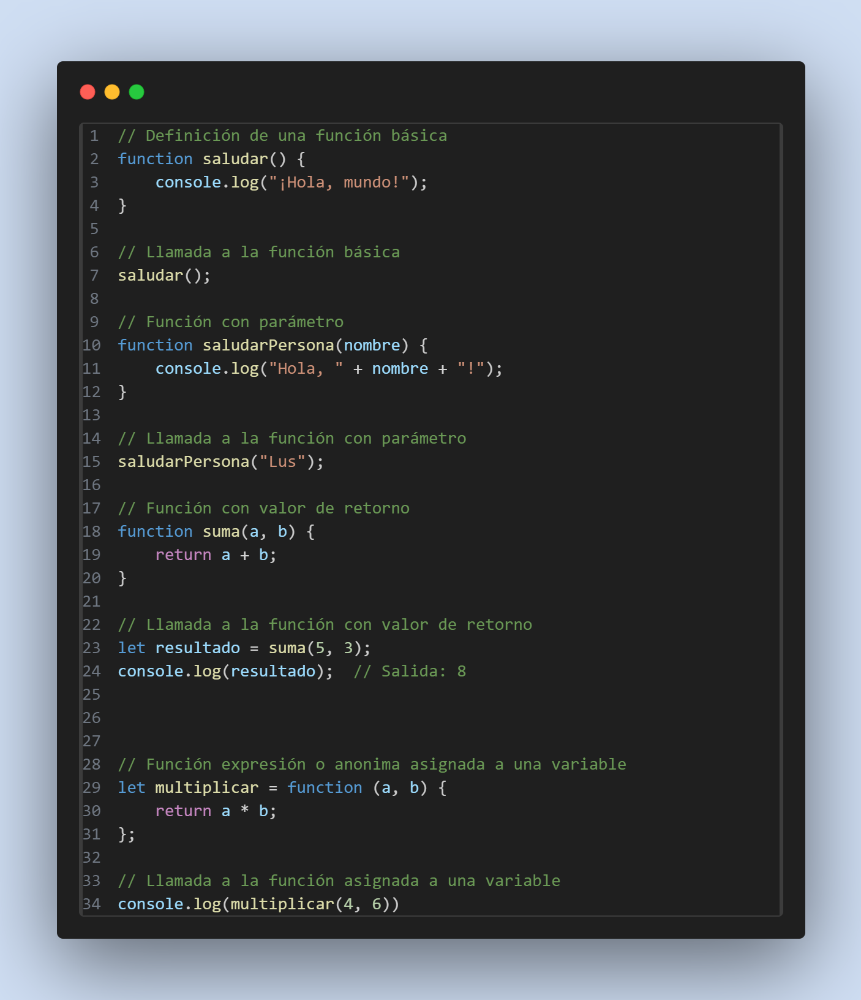 1 // Definición de una función básica
2 function saludar() {
3     console.log("¡Hola, mundo!");
4 }
5
6 // Llamada a la función básica
7 saludar();
8
9 // Función con parámetro
10 function saludarPersona(nombre) {
11     console.log("Hola, " + nombre + "!");
12 }
13
14 // Llamada a la función con parámetro
15 saludarPersona("Lus");
16
17 // Función con valor de retorno
18 function suma(a, b) {
19     return a + b;
20 }
21
22 // Llamada a la función con valor de retorno
23 let resultado = suma(5, 3);
24 console.log(resultado);  // Salida: 8
25
26
27
28 // Función expresión o anonima asignada a una variable
29 let multiplicar = function (a, b) {
30     return a * b;
31 };
32
33 // Llamada a la función asignada a una variable
34 console.log(multiplicar(4, 6))